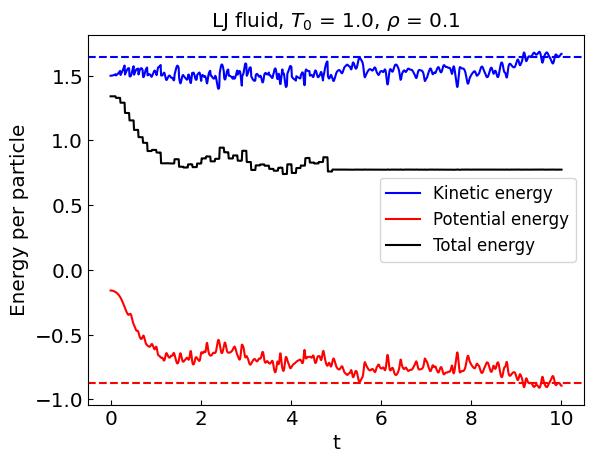 LJ fluid, T₀ = 1.0, ρ = 0.1
Energy per particle
1.5
1.0
0.5
0.0
−0.5
−1.0
Kinetic energy
Potential energy
Total energy
0 2 4 6 8 10
t